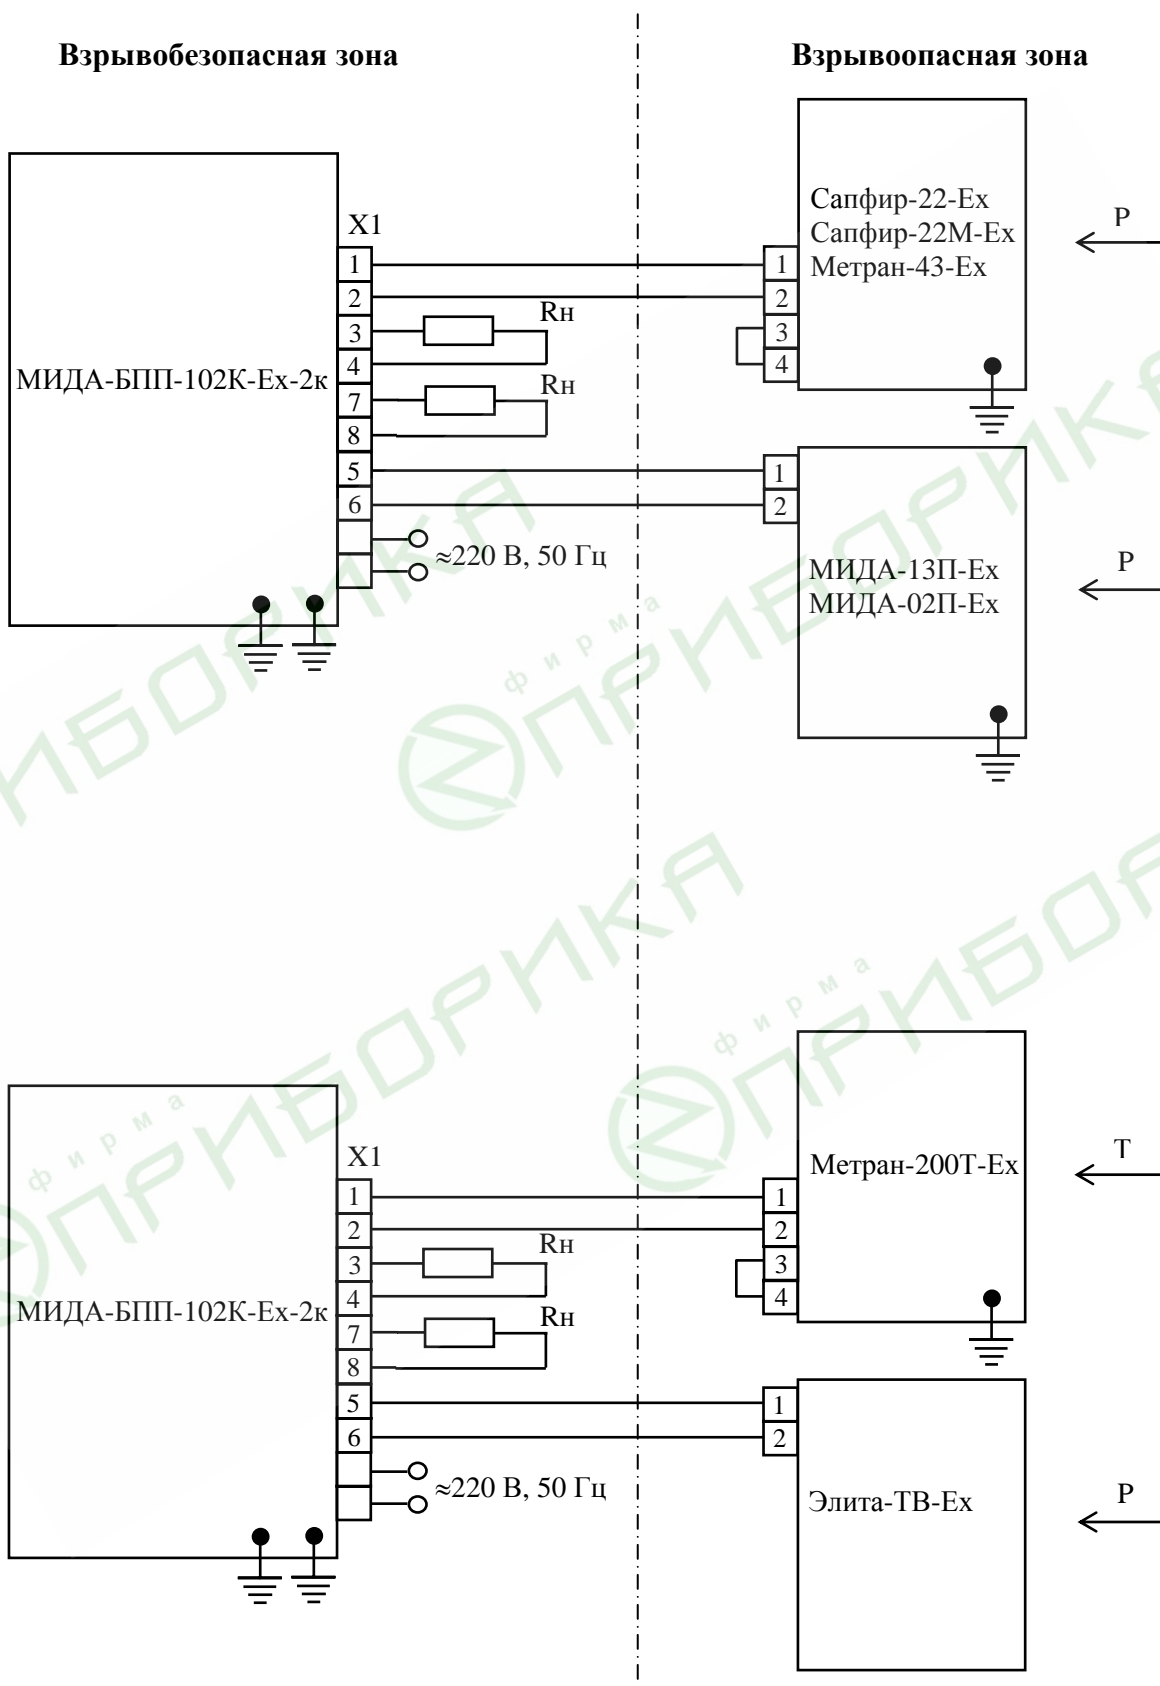 Взрывобезопасная зона
Взрывоопасная зона
X1
1
2
3
4
7
8
5
6
МИДА-БПП-102К-Ех-2к
Rн
Rн
≈220 В, 50 Гц
1
2
3
4
Сапфир-22-Ех
Сапфир-22М-Ех
Метран-43-Ех
Р
1
2
МИДА-13П-Ех
МИДА-02П-Ех
Р
X1
1
2
3
4
7
8
5
6
МИДА-БПП-102К-Ех-2к
Rн
Rн
≈220 В, 50 Гц
1
2
3
4
Метран-200Т-Ех
Т
1
2
Элита-ТВ-Ех
Р
фирма
ПРИБОРИКА
фирма
ПРИБОРИКА
фирма
ПРИБОРИКА